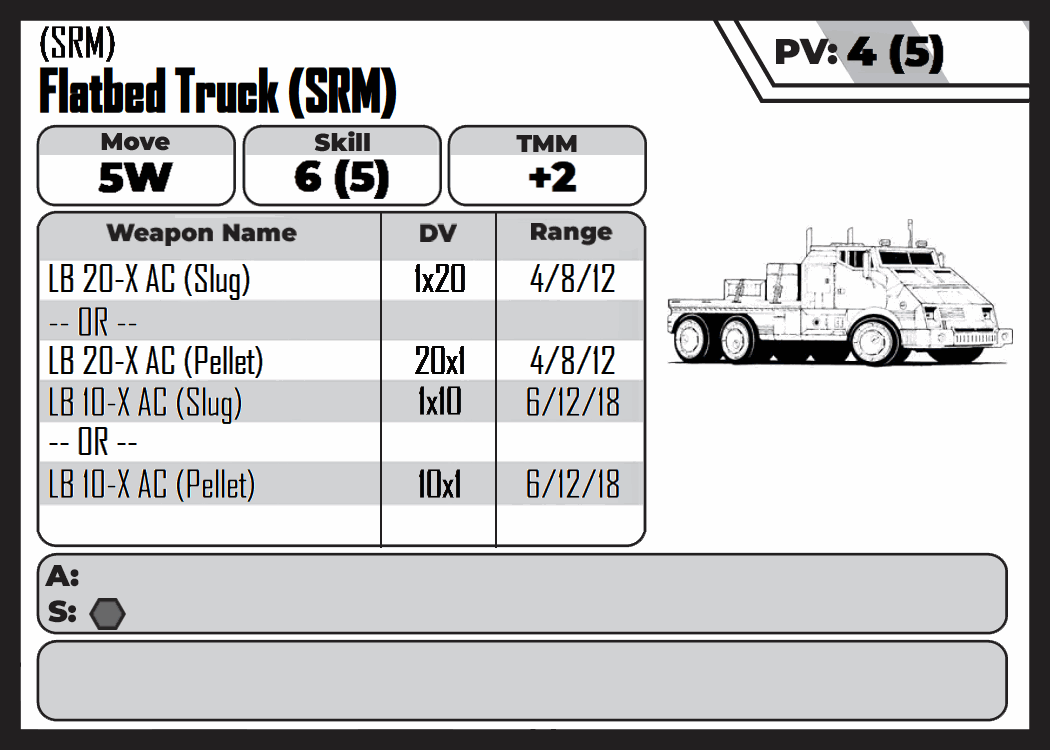 (SRM)
Flatbed Truck (SRM)
PV: 4 (5)
Move Skill TMM
5W 6 (5) +2
Weapon Name DV Range
LB 20-X AC (Slug) 1x20 4/8/12
-- OR --
LB 20-X AC (Pellet) 20x1 4/8/12
LB 10-X AC (Slug) 1x10 6/12/18
-- OR --
LB 10-X AC (Pellet) 10x1 6/12/18
A:
S: